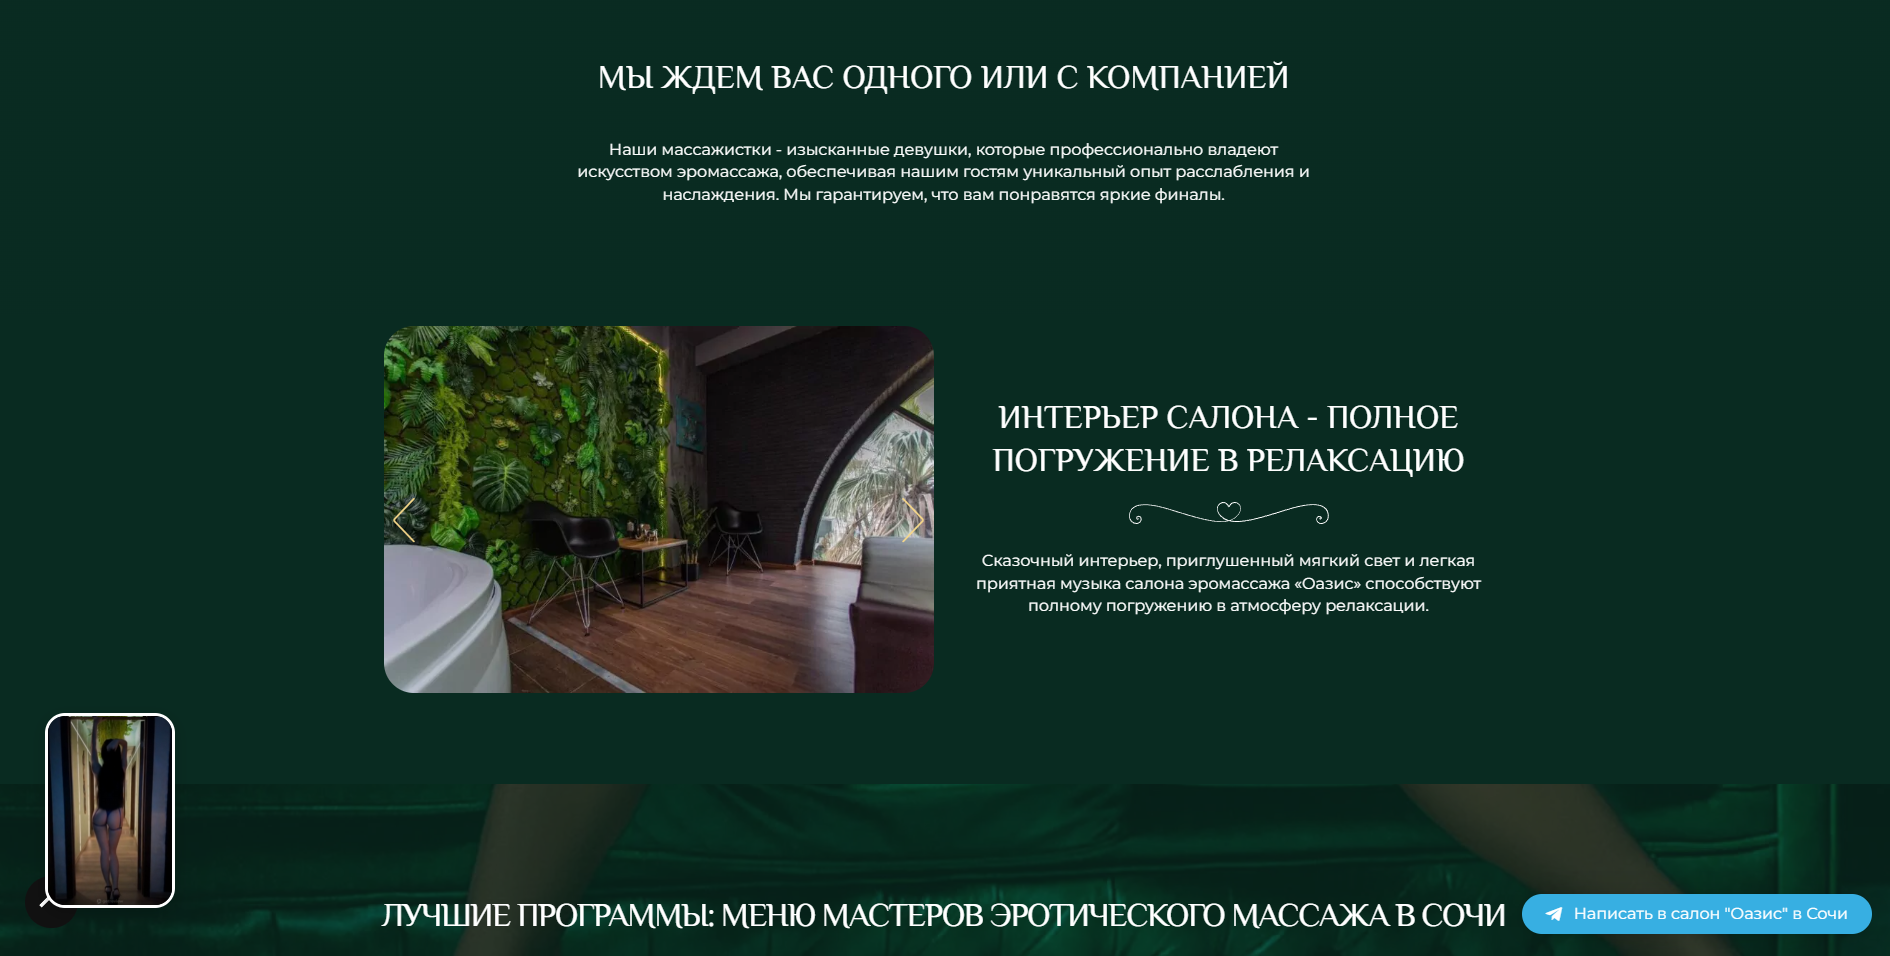 МЫ ЖДЕМ ВАС ОДНОГО ИЛИ С КОМПАНИЕЙ
Наши массажистки - изысканные девушки, которые профессионально владеют
искусством эромассажа, обеспечивая нашим гостям уникальный опыт расслабления и
наслаждения. Мы гарантируем, что вам понравятся яркие финалы.
ИНТЕРЬЕР САЛОНА - ПОЛНОЕ
ПОГРУЖЕНИЕ В РЕЛАКСАЦИЮ
Сказочный интерьер, приглушенный мягкий свет и легкая
приятная музыка салона эромассажа «Оазис» способствуют
полному погружению в атмосферу релаксации.
ЛУЧШИЕ ПРОГРАММЫ: МЕНЮ МАСТЕРОВ ЭРОТИЧЕСКОГО МАССАЖА В СОЧИ
Написать в салон "Оазис" в Сочи